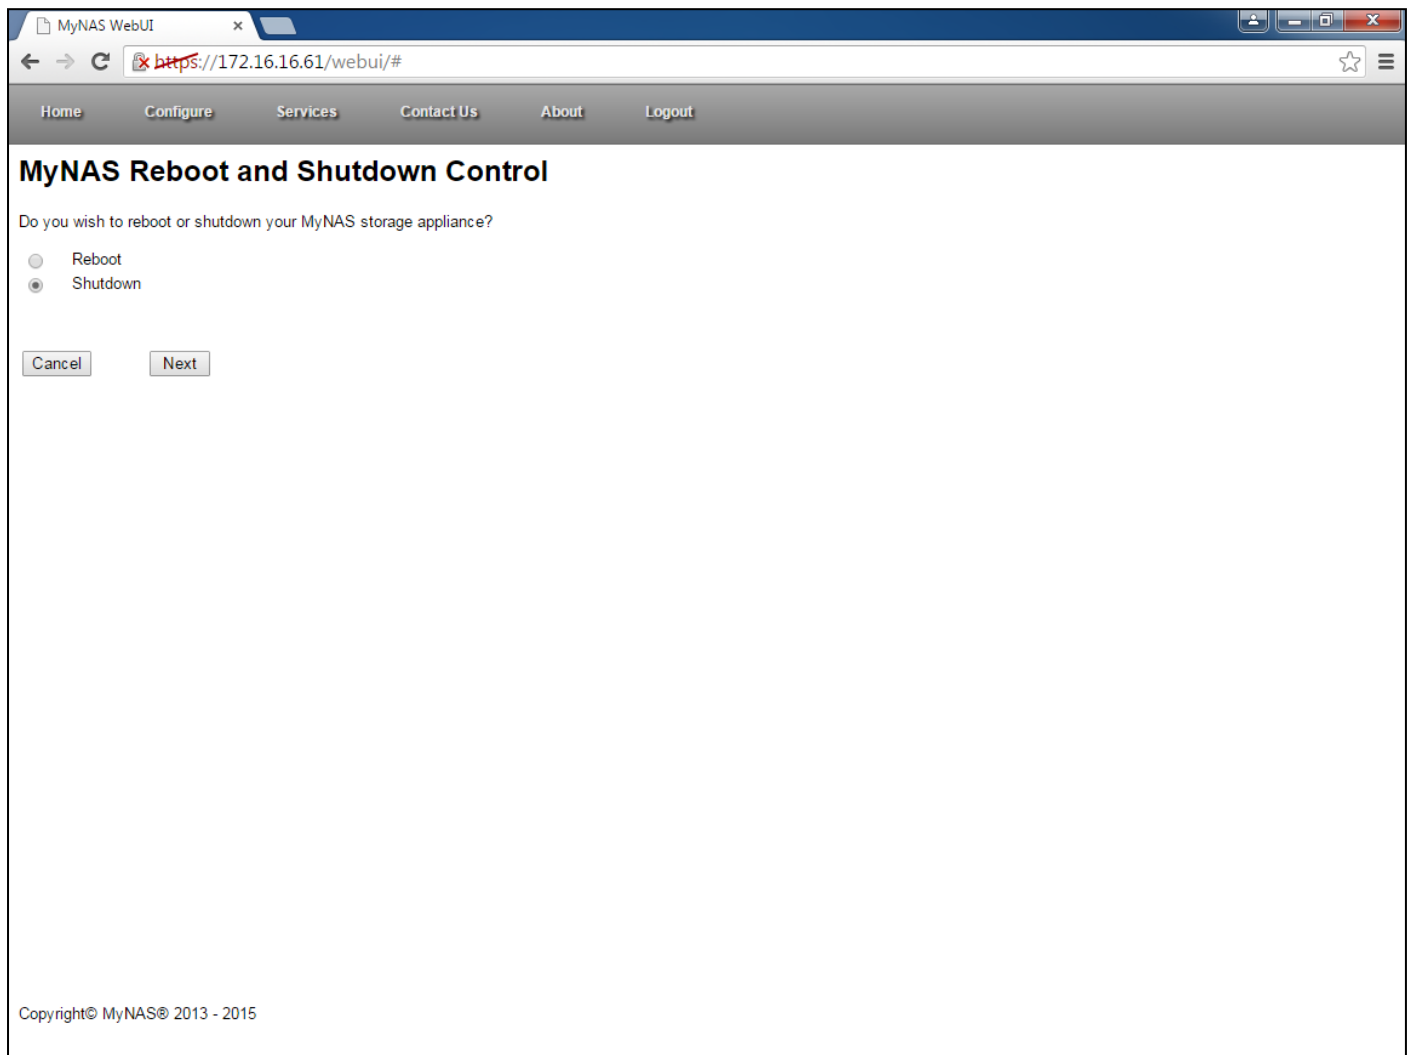 MyNAS WebUI
https://172.16.16.61/webui/#
Home Configure Services Contact Us About Logout
MyNAS Reboot and Shutdown Control
Do you wish to reboot or shutdown your MyNAS storage appliance?
Reboot
Shutdown
Cancel Next
Copyright© MyNAS® 2013 - 2015